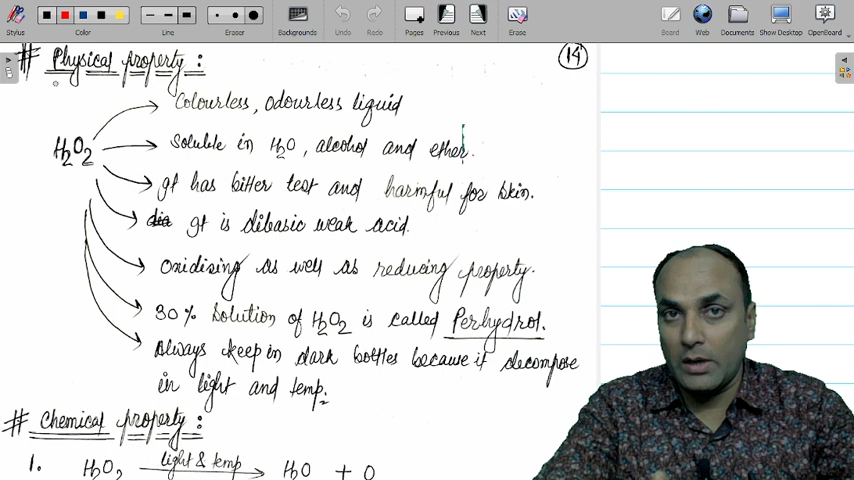 Stylus Color Line Eraser Backgrounds Undo Redo Pages Previous Next Erase Board Web Documents Show Desktop OpenBoard
# Physical property :
14
Colourless, odourless liquid
H2O2
Soluble in H2O, alcohol and ether.
It has bitter test and harmful for skin.
It is dibasic weak acid.
Oxidising as well as reducing property.
30% solution of H2O2 is called Perhydrol.
Always keep in dark bottles because it decompose
in light and temp.
# Chemical property :
1. H2O2 light & temp H2O + O